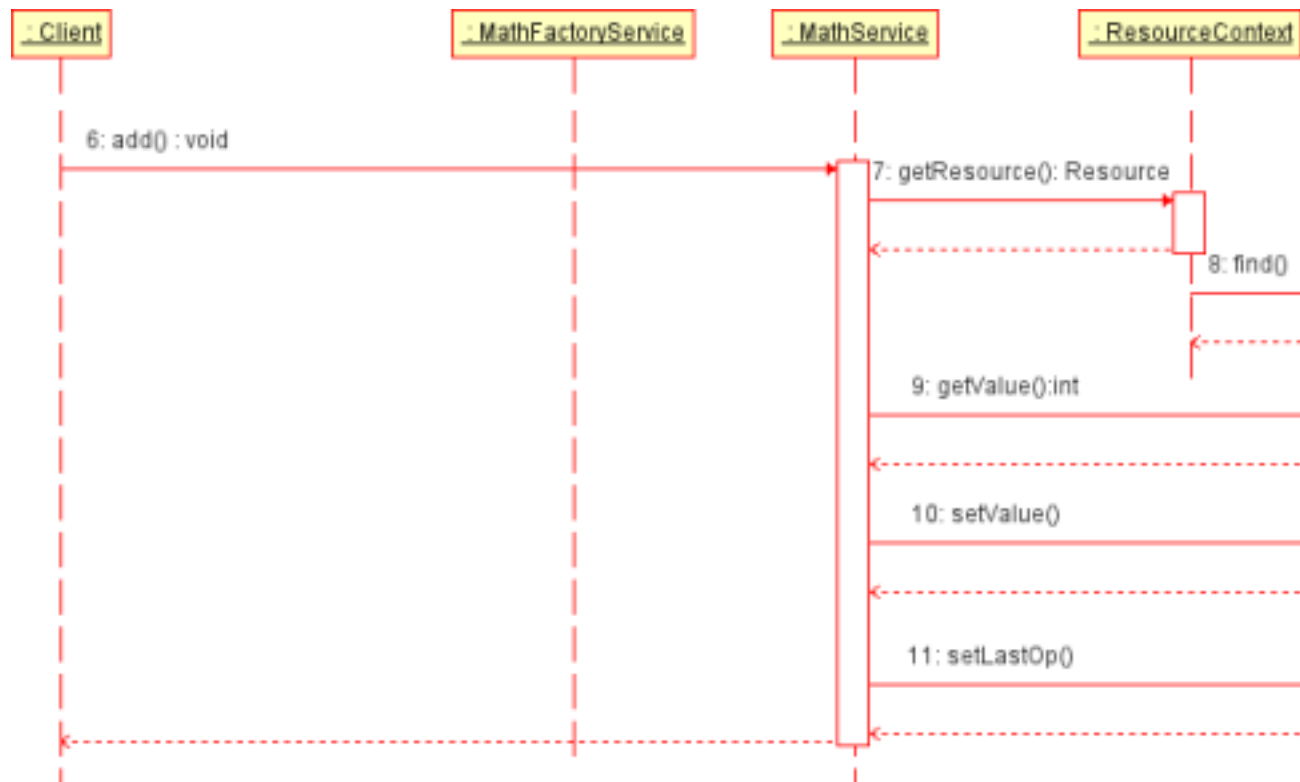 : Client
: MathFactoryService
: MathService
: ResourceContext
6: add() : void
7: getResource(): Resource
8: find()
9: getValue():int
10: setValue()
11: setLastOp()